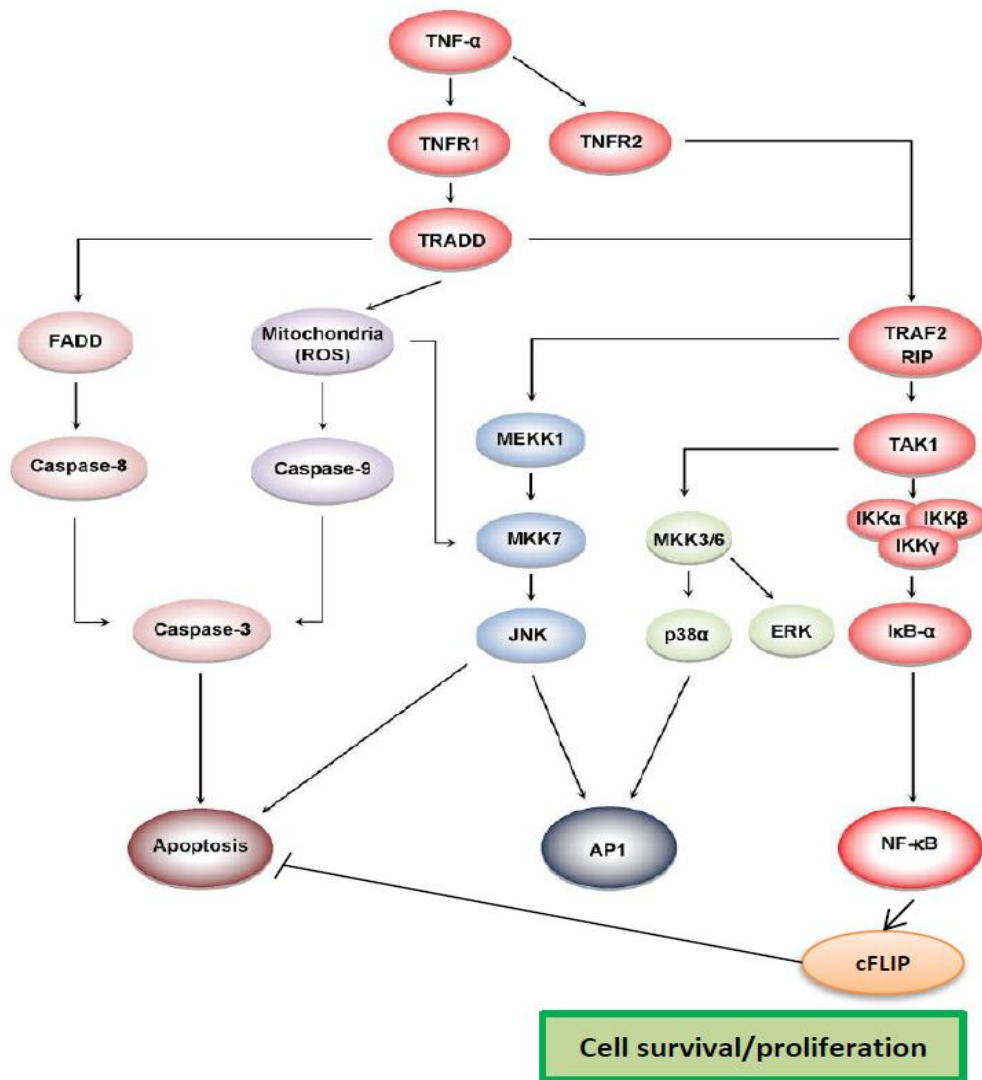 TNF-α
TNFR1
TNFR2
TRADD
FADD
Mitochondria
(ROS)
TRAF2
RIP
MEKK1
TAK1
Caspase-8
Caspase-9
IKKα
IKKβ
IKKγ
MKK7
MKK3/6
Caspase-3
JNK
p38α
ERK
IκB-α
Apoptosis
AP1
NF-κB
cFLIP
Cell survival/proliferation